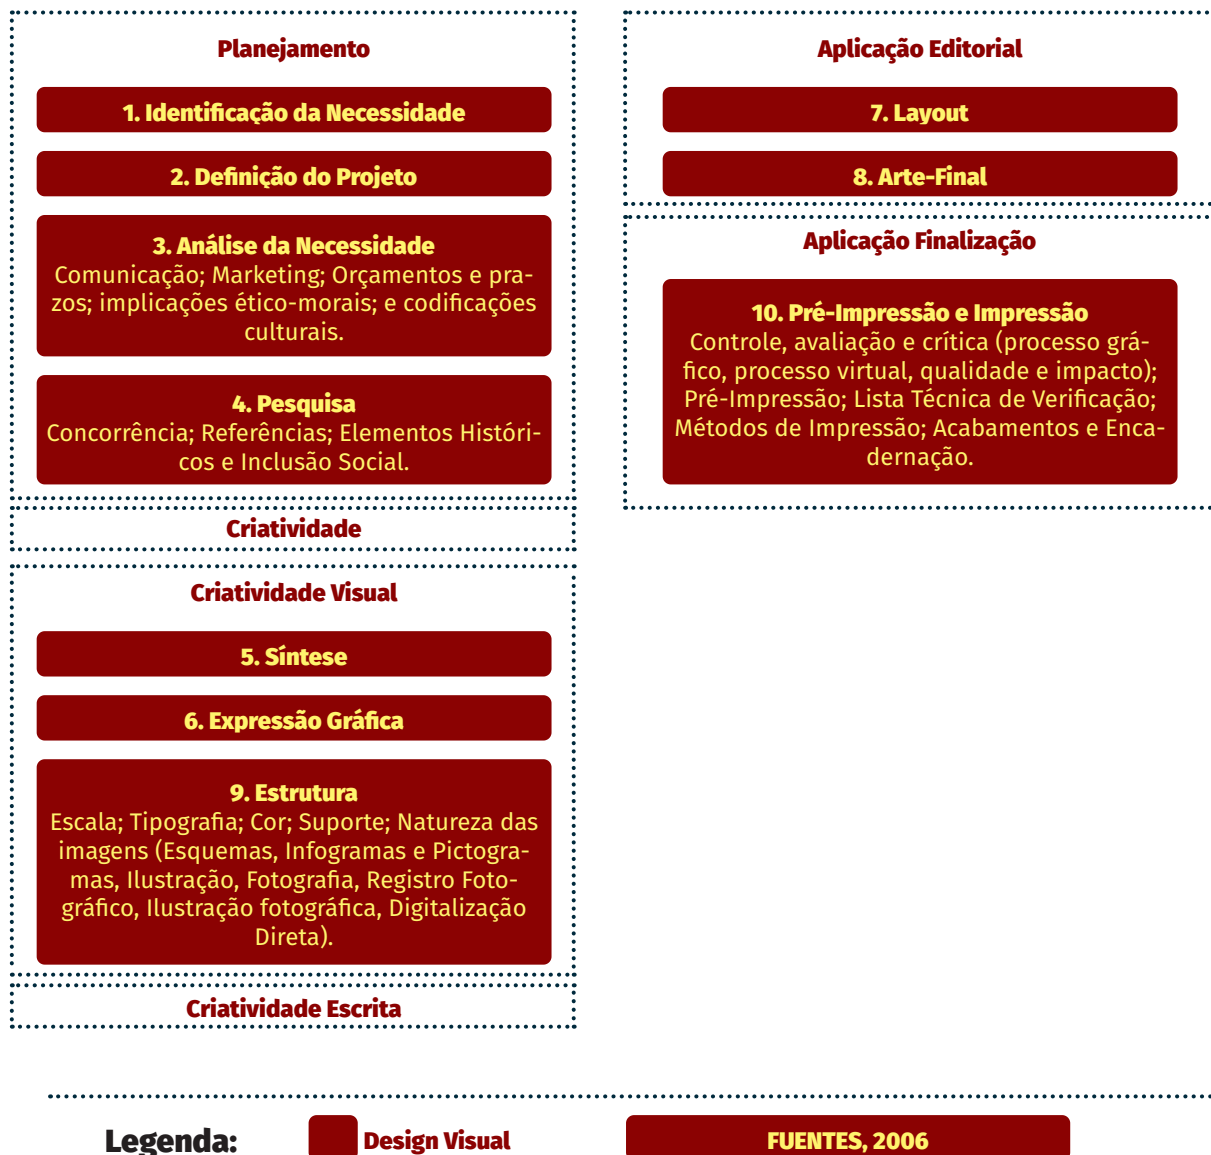 Planejamento
1. Identificação da Necessidade
2. Definição do Projeto
3. Análise da Necessidade
Comunicação; Marketing; Orçamentos e pra-
zos; implicações ético-morais; e codificações
culturais.
4. Pesquisa
Concorrência; Referências; Elementos Históri-
cos e Inclusão Social.
Criatividade
Criatividade Visual
5. Síntese
6. Expressão Gráfica
9. Estrutura
Escala; Tipografia; Cor; Suporte; Natureza das
imagens (Esquemas, Infogramas e Pictogra-
mas, Ilustração, Fotografia, Registro Foto-
gráfico, Ilustração fotográfica, Digitalização
Direta).
Criatividade Escrita
Aplicação Editorial
7. Layout
8. Arte-Final
Aplicação Finalização
10. Pré-Impressão e Impressão
Controle, avaliação e crítica (processo grá-
fico, processo virtual, qualidade e impacto);
Pré-Impressão; Lista Técnica de Verificação;
Métodos de Impressão; Acabamentos e Enca-
dernação.
Legenda:
Design Visual
FUENTES, 2006